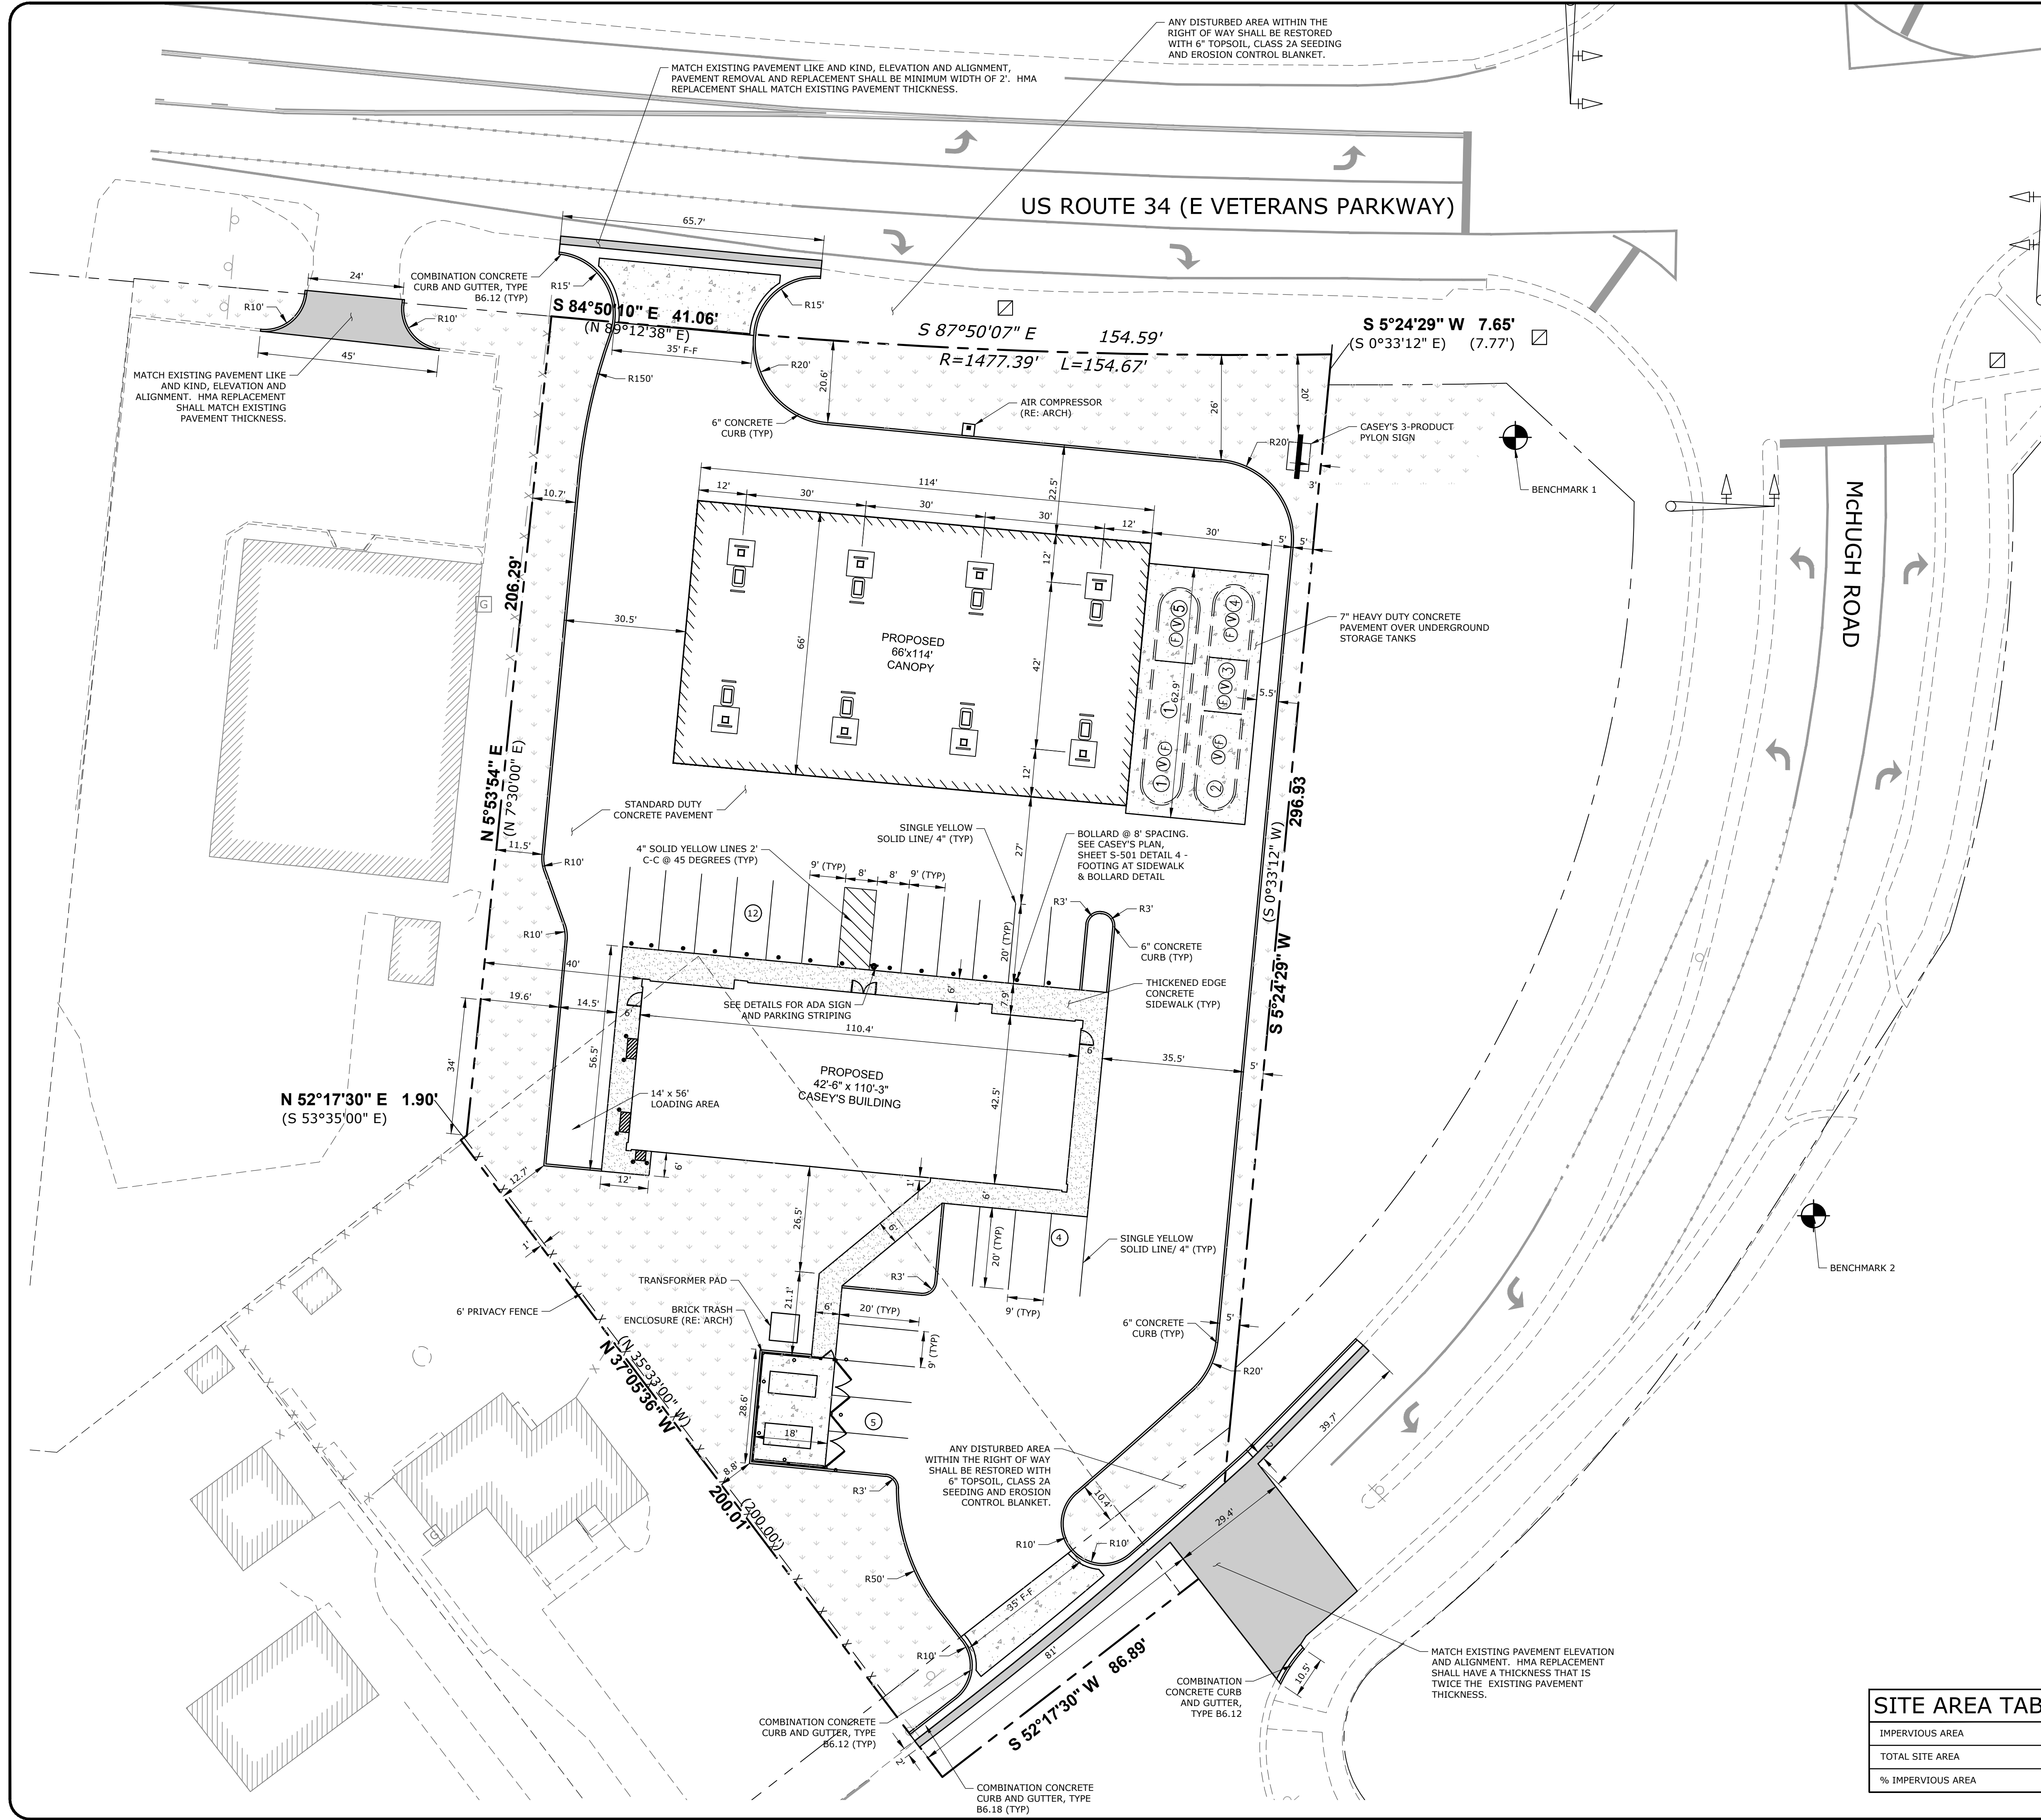 ANY DISTURBED AREA WITHIN THE
RIGHT OF WAY SHALL BE RESTORED
WITH 6" TOPSOIL, CLASS 2A SEEDING
AND EROSION CONTROL BLANKET.
MATCH EXISTING PAVEMENT LIKE AND KIND, ELEVATION AND ALIGNMENT,
PAVEMENT REMOVAL AND REPLACEMENT SHALL BE MINIMUM WIDTH OF 2'. HMA
REPLACEMENT SHALL MATCH EXISTING PAVEMENT THICKNESS.
US ROUTE 34 (E VETERANS PARKWAY)
65.7'
24'
COMBINATION CONCRETE
CURB AND GUTTER, TYPE
B6.12 (TYP)
R15'
R15'
R10'
R10'
45'
S 84°50'10" E 41.06'
(N 89°12'38" E)
35' F-F
S 87°50'07" E 154.59'
R=1477.39' L=154.67'
S 5°24'29" W 7.65'
(S 0°33'12" E) (7.77')
MATCH EXISTING PAVEMENT LIKE
AND KIND, ELEVATION AND
ALIGNMENT. HMA REPLACEMENT
SHALL MATCH EXISTING
PAVEMENT THICKNESS.
R150'
R20'
20.6'
26'
20'
AIR COMPRESSOR
(RE: ARCH)
6" CONCRETE
CURB (TYP)
R20'
CASEY'S 3-PRODUCT
PYLON SIGN
3'
BENCHMARK 1
McHUGH ROAD
10.7'
114'
22.5'
12'
30'
30'
30'
12'
30'
5'
5'
12'
206.29'
G
30.5'
66'
PROPOSED
66'x114'
CANOPY
42'
12'
F V 5
F V 4
F V 3
1
62.9'
1 V F
2 V F
5.5'
7" HEAVY DUTY CONCRETE
PAVEMENT OVER UNDERGROUND
STORAGE TANKS
N 5°53'54" E
(N 7°30'00" E)
296.93
(S 0°33'12" W)
S 5°24'29" W
STANDARD DUTY
CONCRETE PAVEMENT
11.5'
R10'
R10'
4" SOLID YELLOW LINES 2'
C-C @ 45 DEGREES (TYP)
SINGLE YELLOW
SOLID LINE/ 4" (TYP)
27'
BOLLARD @ 8' SPACING.
SEE CASEY'S PLAN,
SHEET S-501 DETAIL 4 -
FOOTING AT SIDEWALK
& BOLLARD DETAIL
9' (TYP)
8'
8'
9' (TYP)
12
20' (TYP)
R3'
R3'
6" CONCRETE
CURB (TYP)
40'
19.6'
14.5'
6'
SEE DETAILS FOR ADA SIGN
AND PARKING STRIPING
6'
7.9'
THICKENED EDGE
CONCRETE
SIDEWALK (TYP)
110.4'
6'
35.5'
5'
34'
56.5'
14' x 56'
LOADING AREA
PROPOSED
42'-6" x 110'-3"
CASEY'S BUILDING
42.5'
N 52°17'30" E 1.90'
(S 53°35'00" E)
12.7'
12'
6'
1'
1'
6'
26.5'
6'
20' (TYP)
4
SINGLE YELLOW
SOLID LINE/ 4" (TYP)
R3'
9' (TYP)
TRANSFORMER PAD
21.1'
6' PRIVACY FENCE
BRICK TRASH
ENCLOSURE (RE: ARCH)
6'
20' (TYP)
9' (TYP)
6" CONCRETE
CURB (TYP)
5'
R20'
BENCHMARK 2
(N 35°33'00" W)
N 37°05'36" W
28.6'
18'
5
39.7'
2'
8.8'
R3'
200.01'
(200.00')
ANY DISTURBED AREA
WITHIN THE RIGHT OF WAY
SHALL BE RESTORED WITH
6" TOPSOIL, CLASS 2A
SEEDING AND EROSION
CONTROL BLANKET.
10.4'
29.4'
G
R10'
R10'
R50'
35' F-F
R10'
81'
S 52°17'30" W 86.89'
10.5'
COMBINATION
CONCRETE CURB
AND GUTTER,
TYPE B6.12
MATCH EXISTING PAVEMENT ELEVATION
AND ALIGNMENT. HMA REPLACEMENT
SHALL HAVE A THICKNESS THAT IS
TWICE THE EXISTING PAVEMENT
THICKNESS.
COMBINATION CONCRETE
CURB AND GUTTER, TYPE
B6.12 (TYP)
2'
COMBINATION CONCRETE
CURB AND GUTTER, TYPE
B6.18 (TYP)
SITE AREA TAB
IMPERVIOUS AREA
TOTAL SITE AREA
% IMPERVIOUS AREA